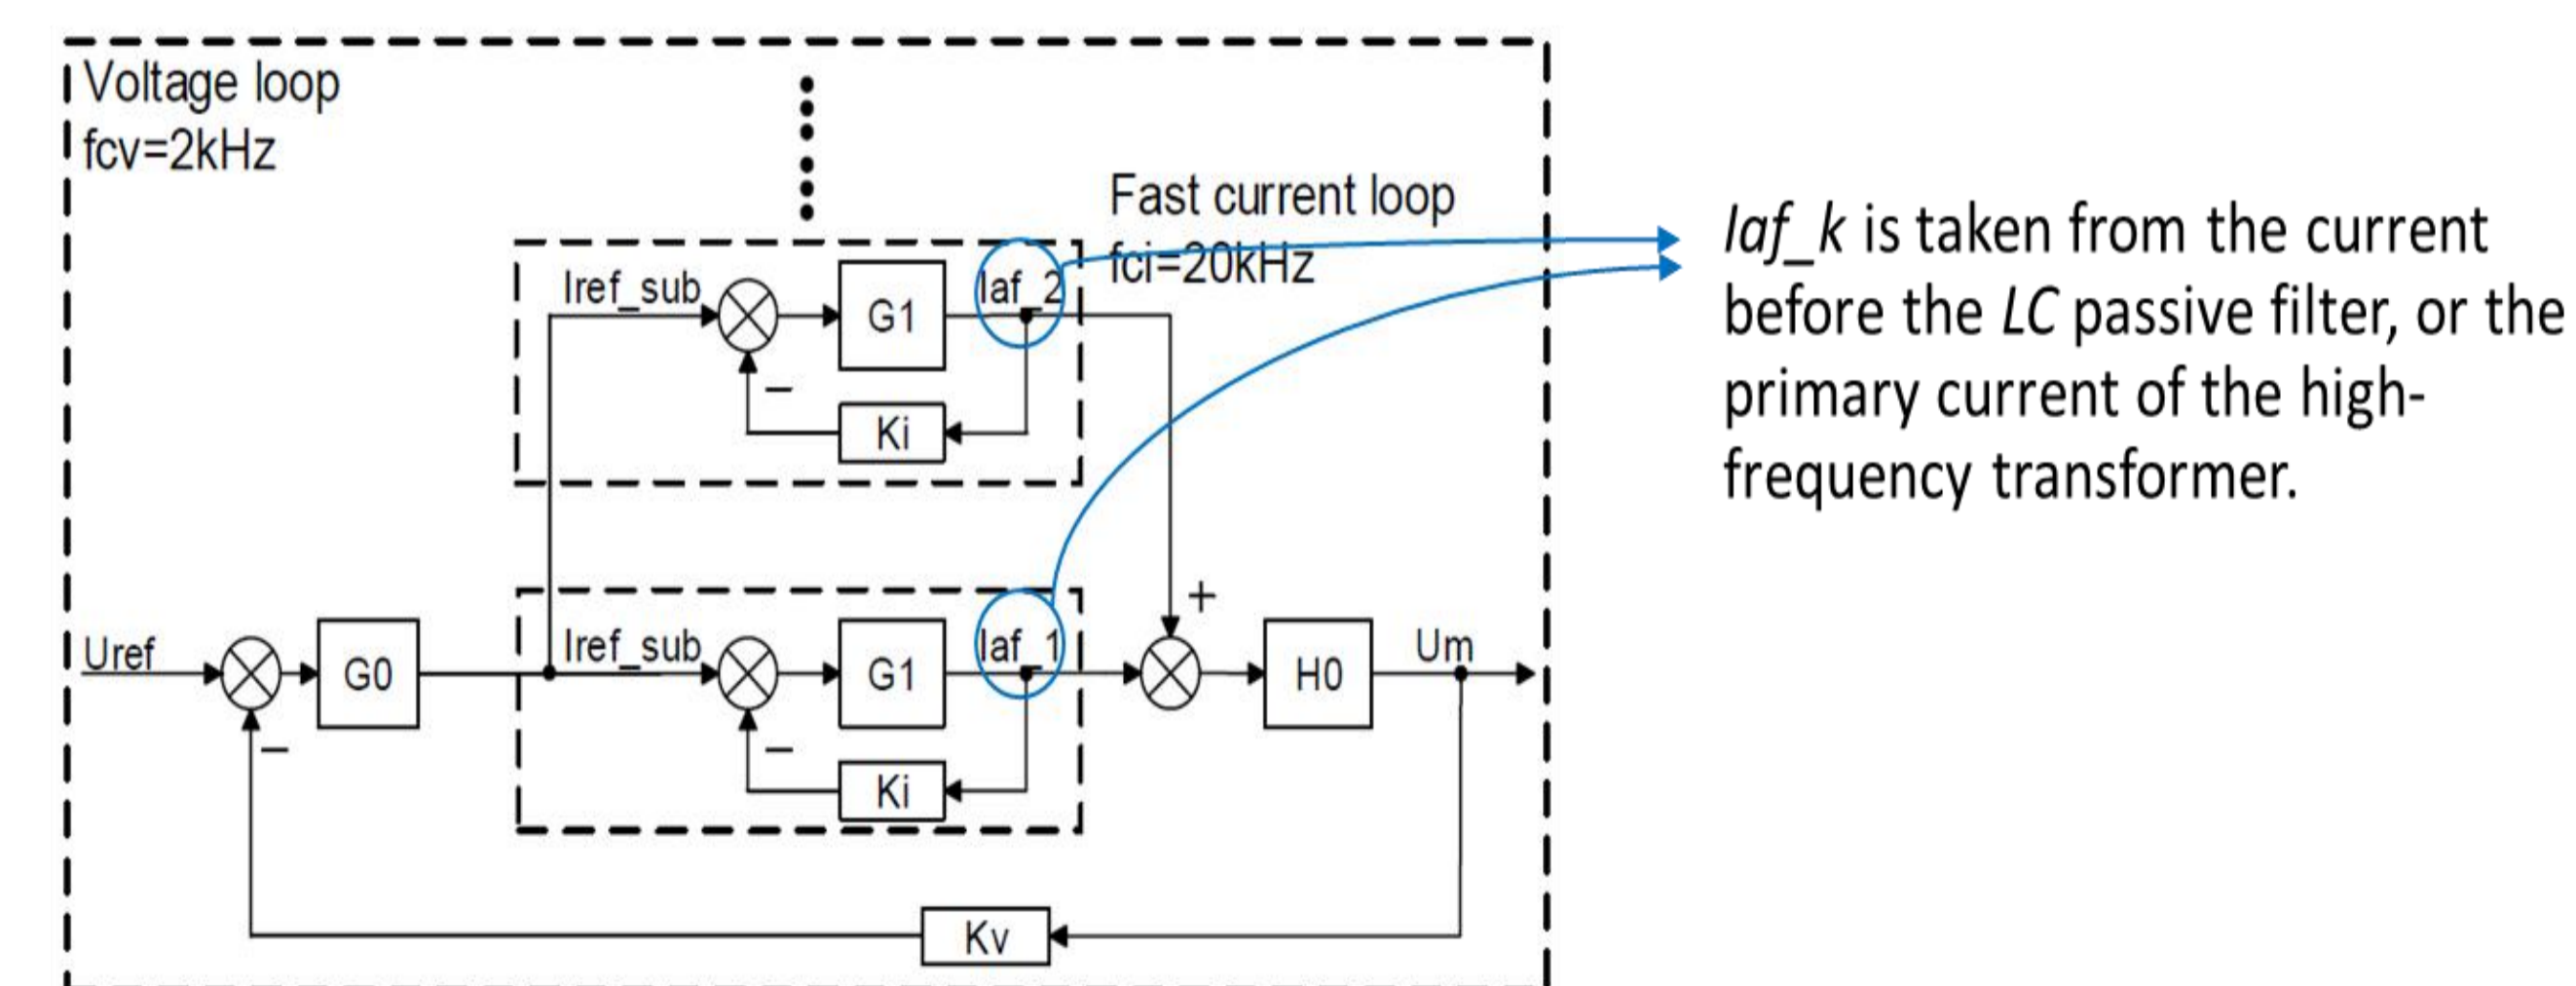 Voltage loop
fcv=2kHz
Fast current loop
fci=20kHz
Iref_sub
G1
Iaf_2
–
Ki
Iaf_k is taken from the current
before the LC passive filter, or the
primary current of the high-
frequency transformer.
+
Uref
G0
Iref_sub
G1
Iaf_1
H0
Um
–
–
Ki
Kv